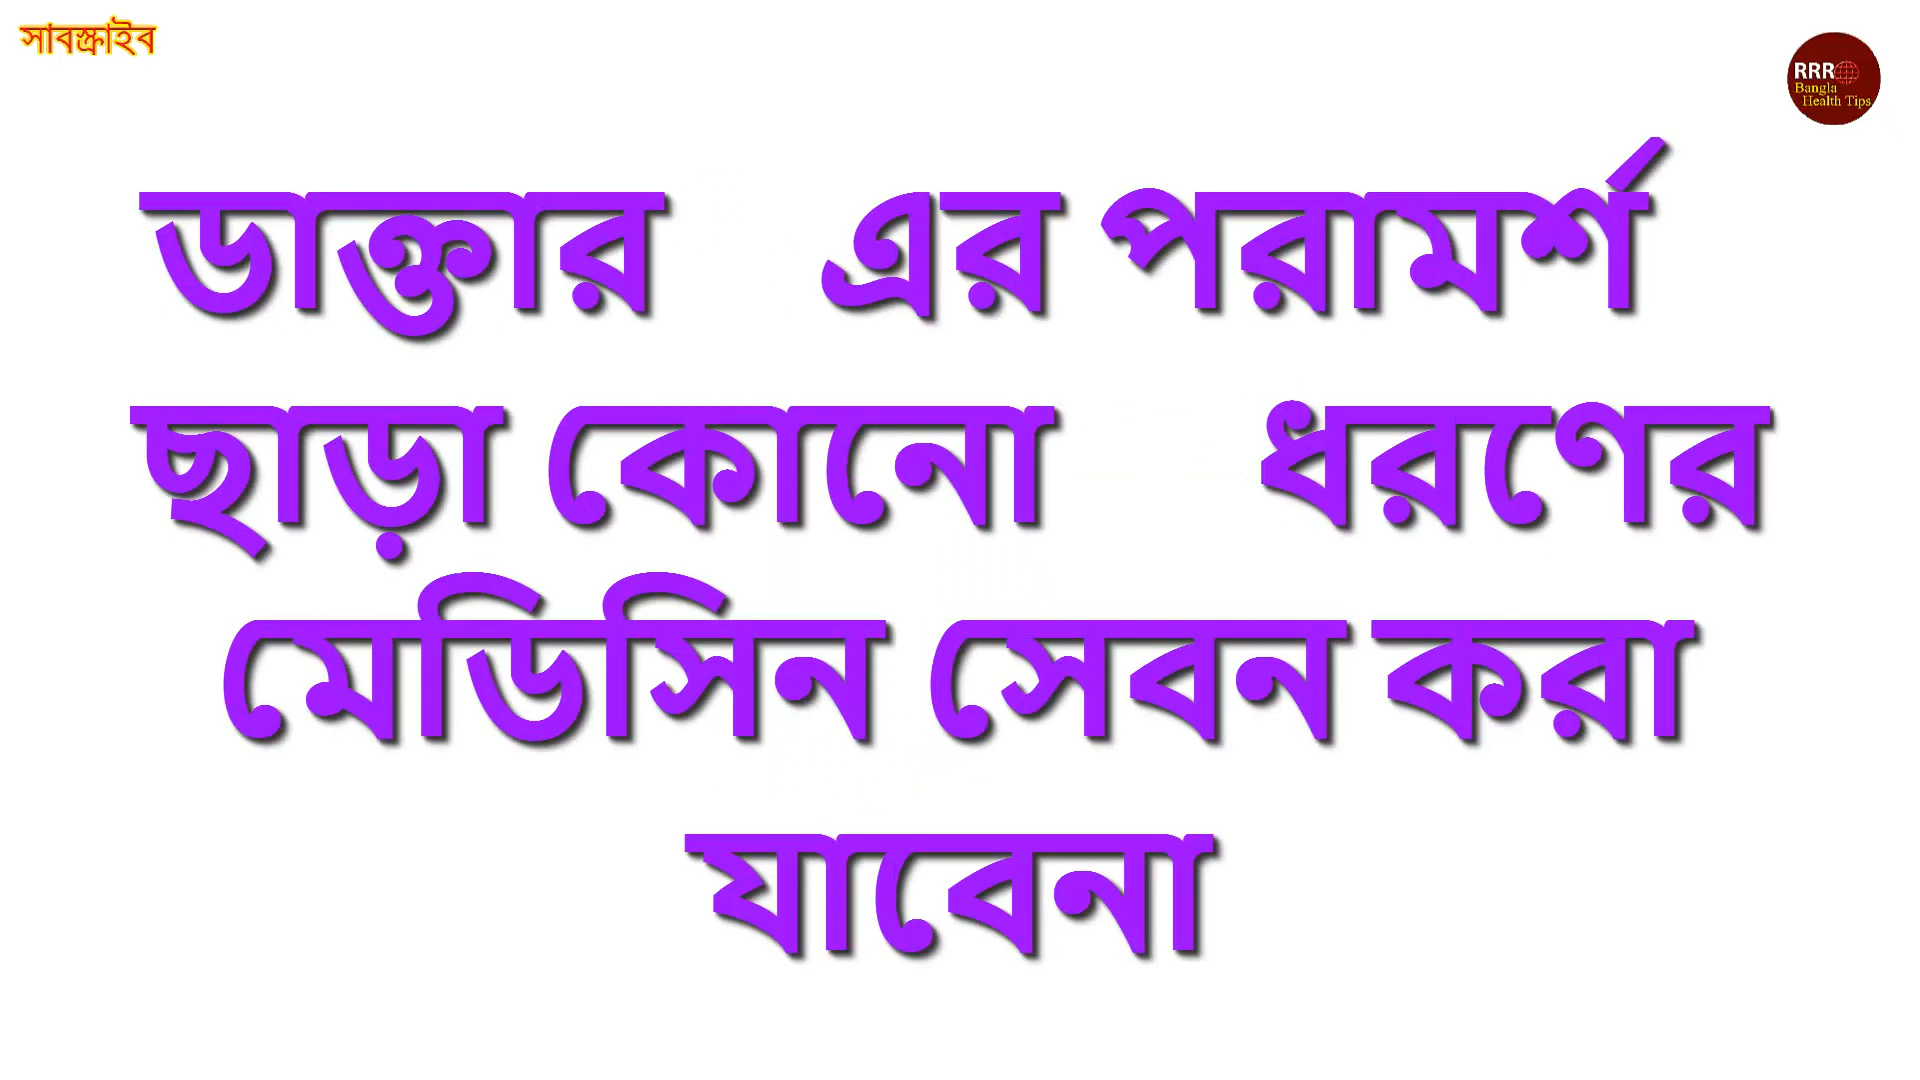 সাবস্ক্রাইব
RRR
Bangla
Health Tips
ডাক্তার এর পরামর্শ
ছাড়া কোনো ধরণের
মেডিসিন সেবন করা
যাবেনা